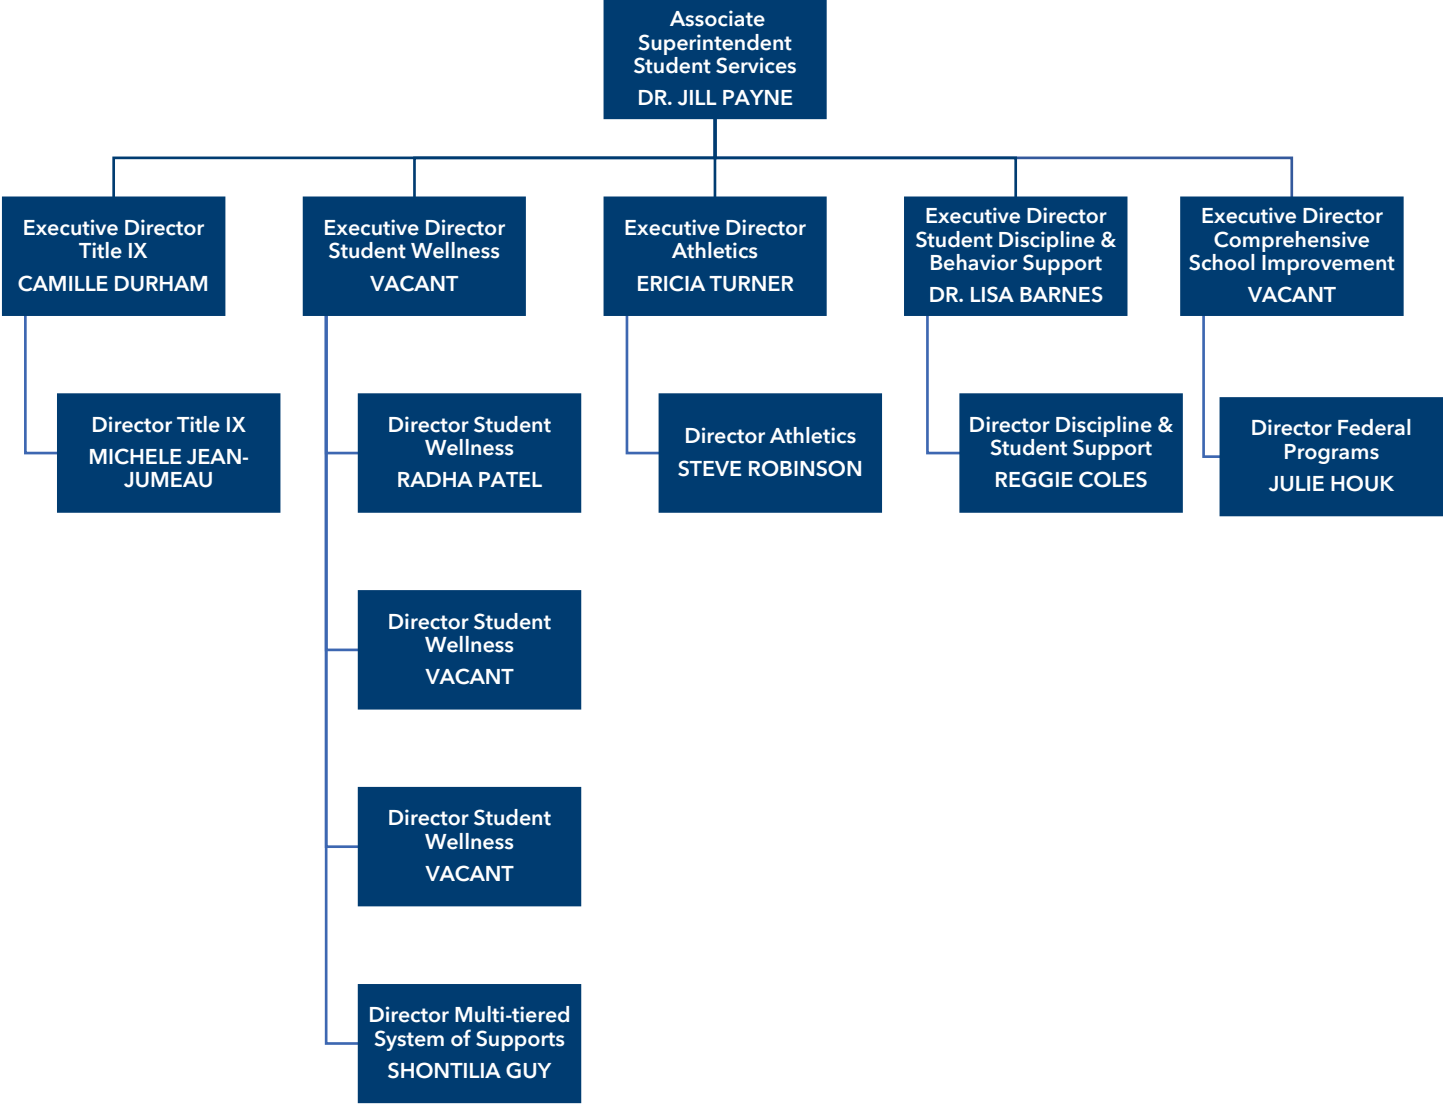 Associate
Superintendent
Student Services
DR. JILL PAYNE
Executive Director
Title IX
CAMILLE DURHAM
Executive Director
Student Wellness
VACANT
Executive Director
Athletics
ERICIA TURNER
Executive Director
Student Discipline &
Behavior Support
DR. LISA BARNES
Executive Director
Comprehensive
School Improvement
VACANT
Director Title IX
MICHELE JEAN-
JUMEAU
Director Student
Wellness
RADHA PATEL
Director Athletics
STEVE ROBINSON
Director Discipline &
Student Support
REGGIE COLES
Director Federal
Programs
JULIE HOUK
Director Student
Wellness
VACANT
Director Student
Wellness
VACANT
Director Multi-tiered
System of Supports
SHONTILIA GUY